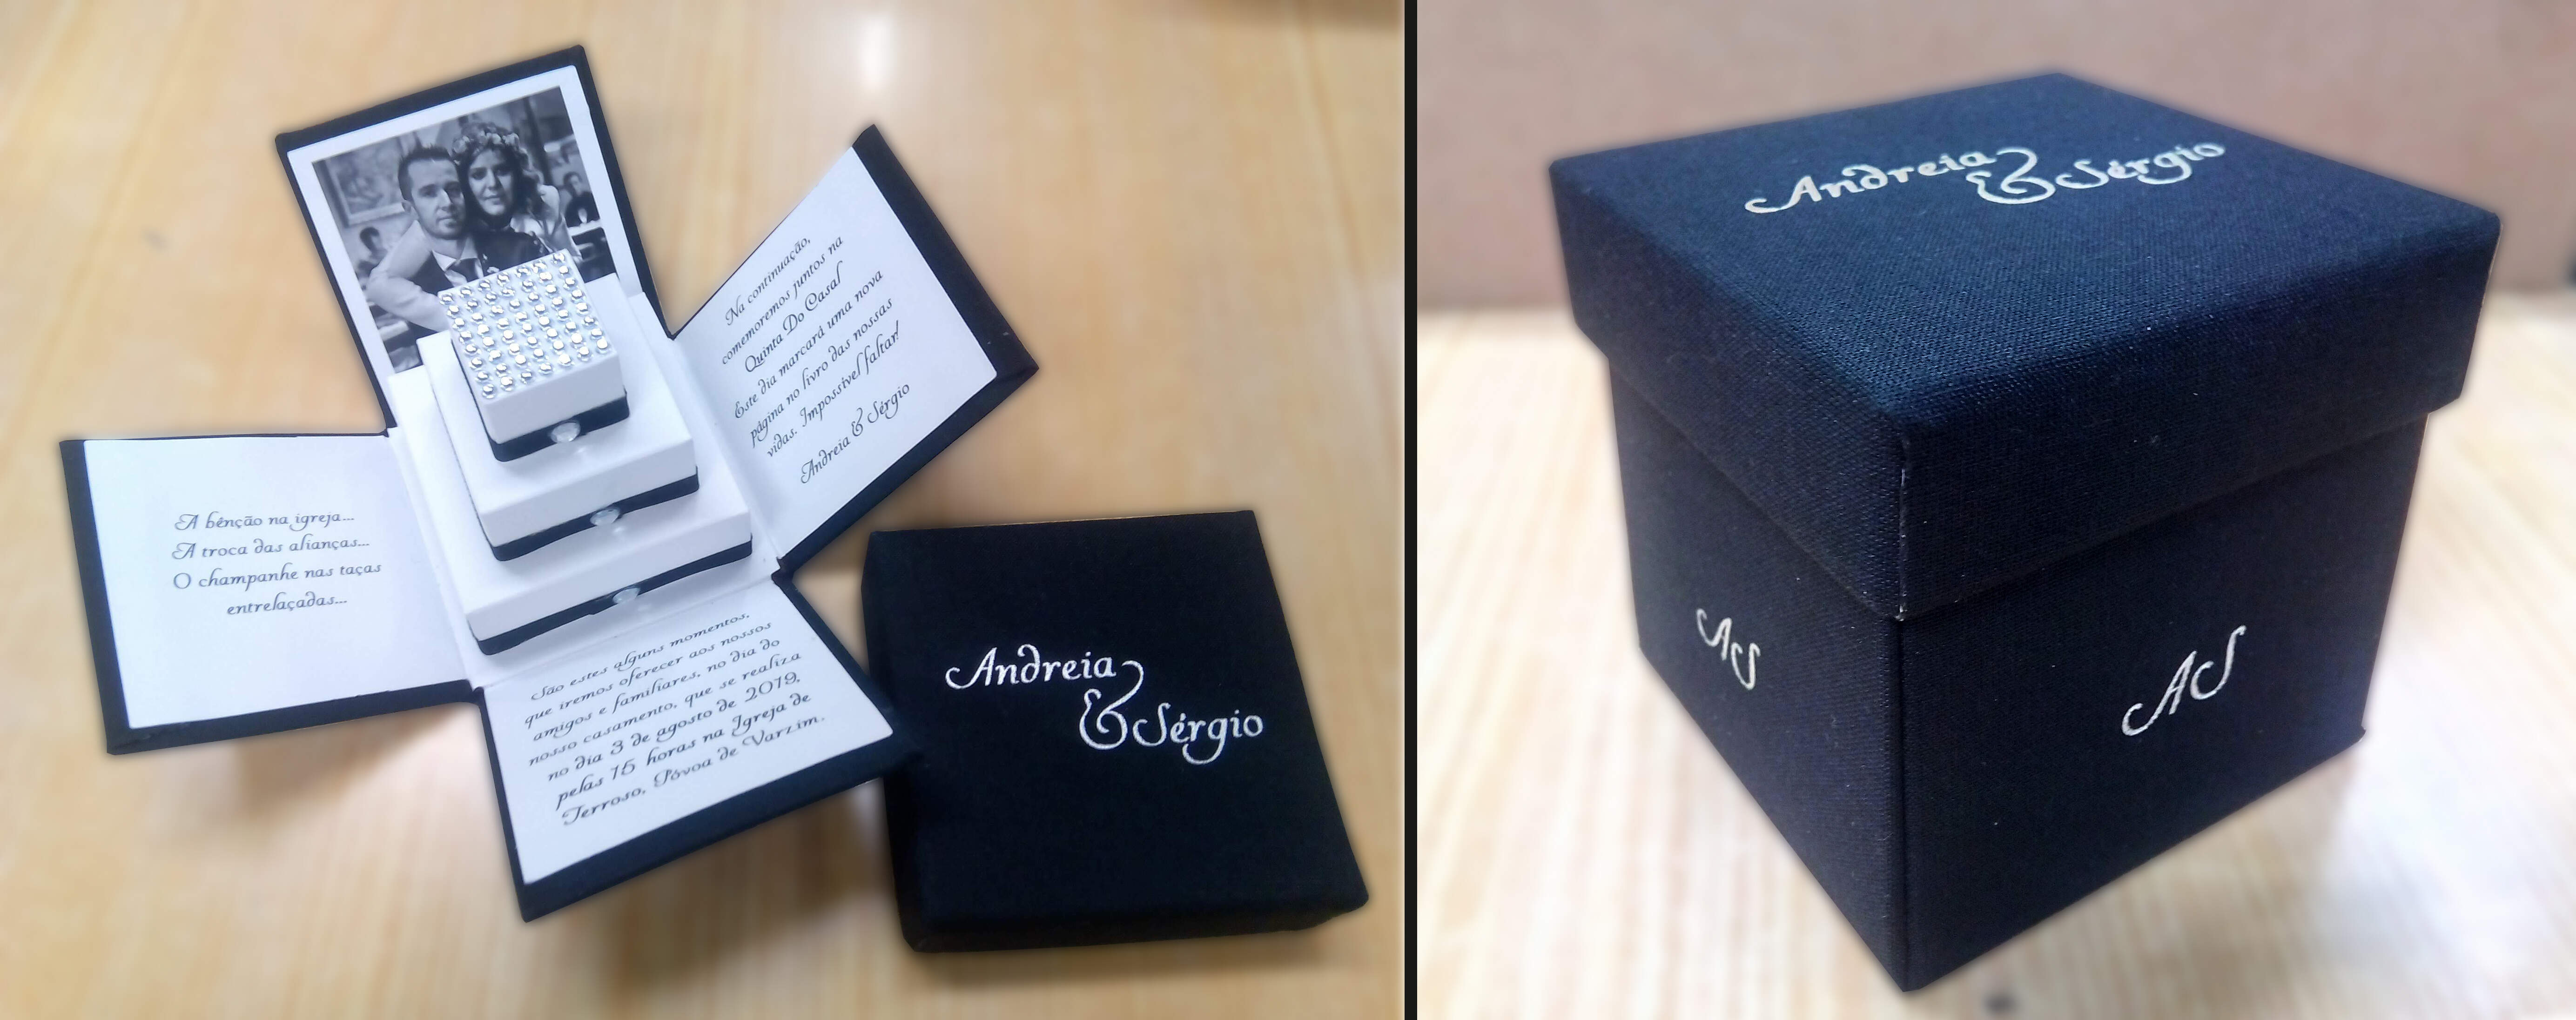 A bênção na igreja...
A troca das alianças...
O champanhe nas taças
entrelaçadas...
São estes alguns momentos,
que iremos oferecer aos nossos
amigos e familiares, no dia do
nosso casamento, que se realiza
no dia 3 de agosto de 2019,
pelas 15 horas na Igreja de
Terroso, Póvoa de Varzim.
Na continuação,
comemoremos juntos na
Quinta Do Casal
Este dia marcará uma nova
página no livro das nossas
vidas. Impossível faltar!
Andreia & Sérgio
Andreia
& Sérgio
Andreia
& Sérgio
AS
AS